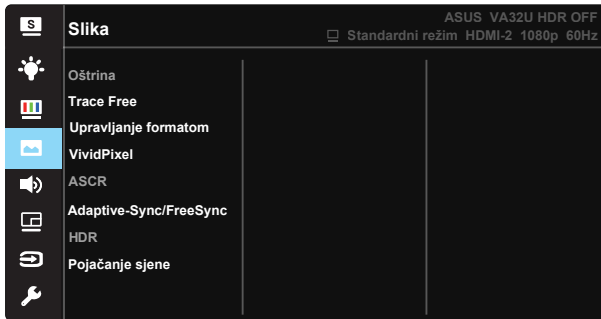 S
Slika
ASUS VA32U HDR OFF
Standardni režim HDMI-2 1080p 60Hz
Oštrina
Trace Free
Upravljanje formatom
VividPixel
ASCR
Adaptive-Sync/FreeSync
HDR
Pojačanje sjene